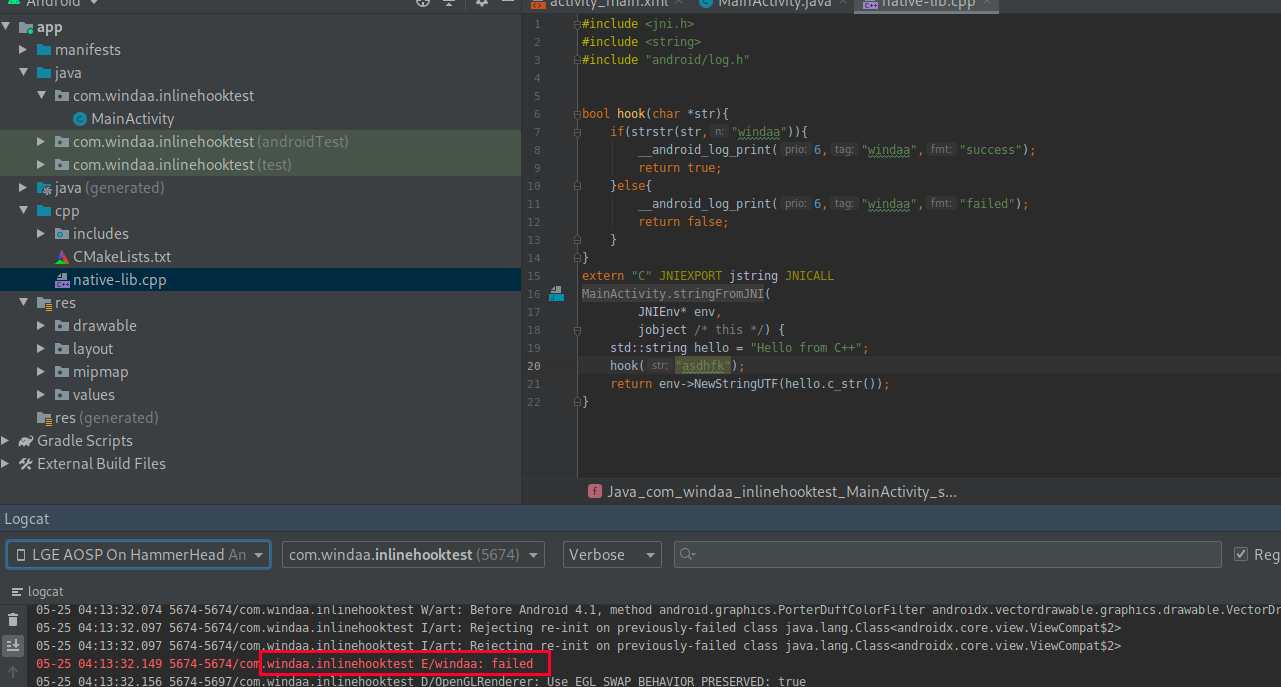 Android
app
manifests
java
com.windaa.inlinehooktest
MainActivity
com.windaa.inlinehooktest (androidTest)
com.windaa.inlinehooktest (test)
java (generated)
cpp
includes
CMakeLists.txt
native-lib.cpp
res
drawable
layout
mipmap
values
res (generated)
Gradle Scripts
External Build Files
activity_main.xml MainActivity.java native-lib.cpp
1 #include <jni.h>
2 #include <string>
3 #include "android/log.h"
4
5
6 bool hook(char *str){
7 if(strstr(str, n: "windaa")){
8 __android_log_print( prio: 6, tag: "windaa", fmt: "success");
9 return true;
10 }else{
11 __android_log_print( prio: 6, tag: "windaa", fmt: "failed");
12 return false;
13 }
14 }
15 extern "C" JNIEXPORT jstring JNICALL
16 MainActivity.stringFromJNI(
17 JNIEnv* env,
18 jobject /* this */) {
19 std::string hello = "Hello from C++";
20 hook( str: "asdhfk");
21 return env->NewStringUTF(hello.c_str());
22 }
f Java_com_windaa_inlinehooktest_MainActivity_s...
Logcat
LGE AOSP On HammerHead An com.windaa.inlinehooktest (5674) Verbose Reg
logcat
05-25 04:13:32.074 5674-5674/com.windaa.inlinehooktest W/art: Before Android 4.1, method android.graphics.PorterDuffColorFilter androidx.vectordrawable.graphics.drawable.VectorDr
05-25 04:13:32.097 5674-5674/com.windaa.inlinehooktest I/art: Rejecting re-init on previously-failed class java.lang.Class<androidx.core.view.ViewCompat$2>
05-25 04:13:32.097 5674-5674/com.windaa.inlinehooktest I/art: Rejecting re-init on previously-failed class java.lang.Class<androidx.core.view.ViewCompat$2>
05-25 04:13:32.149 5674-5674/com.windaa.inlinehooktest E/windaa: failed
05-25 04:13:32.156 5674-5697/com.windaa.inlinehooktest D/OpenGLRenderer: Use EGL_SWAP_BEHAVIOR_PRESERVED: true